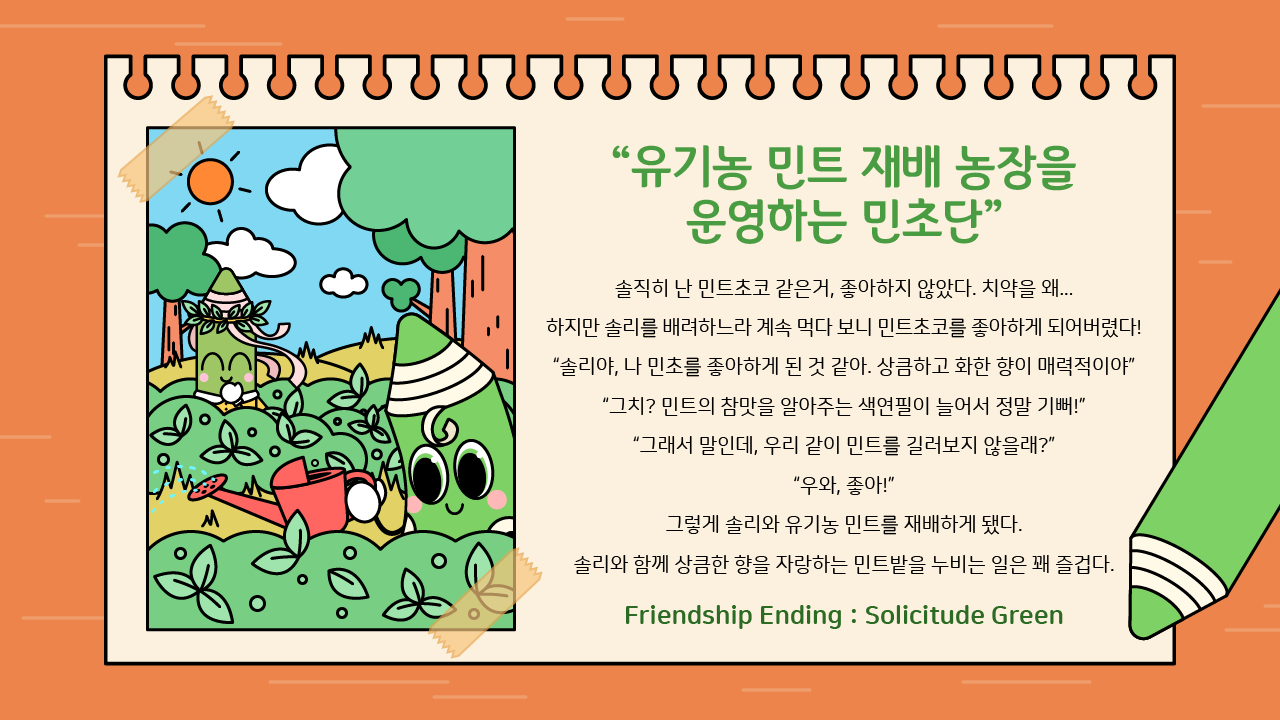 “유기농 민트 재배 농장을
운영하는 민초단”
솔직히 난 민트초코 같은거, 좋아하지 않았다. 치약을 왜...
하지만 솔리를 배려하느라 계속 먹다 보니 민트초코를 좋아하게 되어버렸다!
“솔리야, 나 민초를 좋아하게 된 것 같아. 상큼하고 화한 향이 매력적이야”
“그치? 민트의 참맛을 알아주는 색연필이 늘어서 정말 기뻐!”
“그래서 말인데, 우리 같이 민트를 길러보지 않을래?”
“우와, 좋아!”
그렇게 솔리와 유기농 민트를 재배하게 됐다.
솔리와 함께 상큼한 향을 자랑하는 민트밭을 누비는 일은 꽤 즐겁다.
Friendship Ending : Solicitude Green